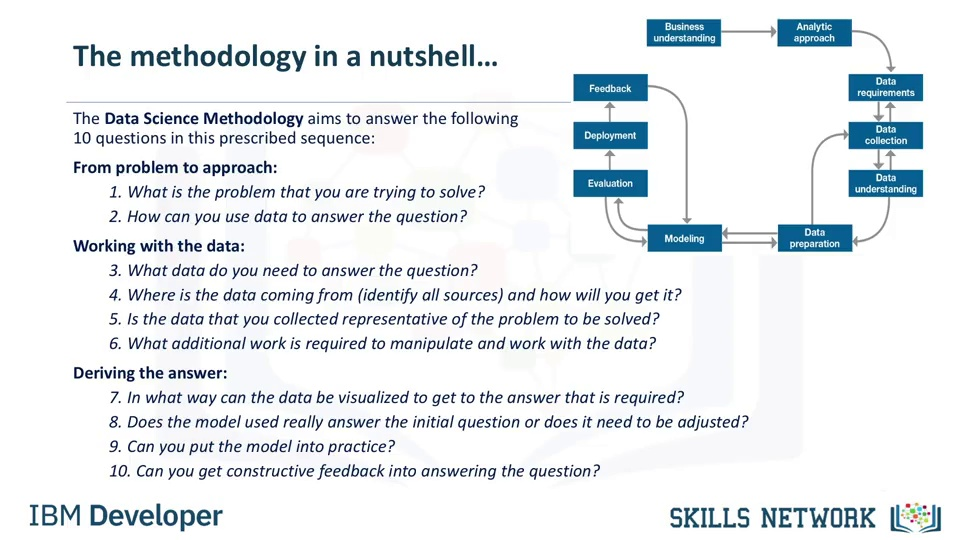 The methodology in a nutshell…
The Data Science Methodology aims to answer the following
10 questions in this prescribed sequence:
From problem to approach:
1. What is the problem that you are trying to solve?
2. How can you use data to answer the question?
Working with the data:
3. What data do you need to answer the question?
4. Where is the data coming from (identify all sources) and how will you get it?
5. Is the data that you collected representative of the problem to be solved?
6. What additional work is required to manipulate and work with the data?
Deriving the answer:
7. In what way can the data be visualized to get to the answer that is required?
8. Does the model used really answer the initial question or does it need to be adjusted?
9. Can you put the model into practice?
10. Can you get constructive feedback into answering the question?
Business
understanding
Analytic
approach
Data
requirements
Data
collection
Data
understanding
Data
preparation
Modeling
Evaluation
Deployment
Feedback
IBM Developer
SKILLS NETWORK